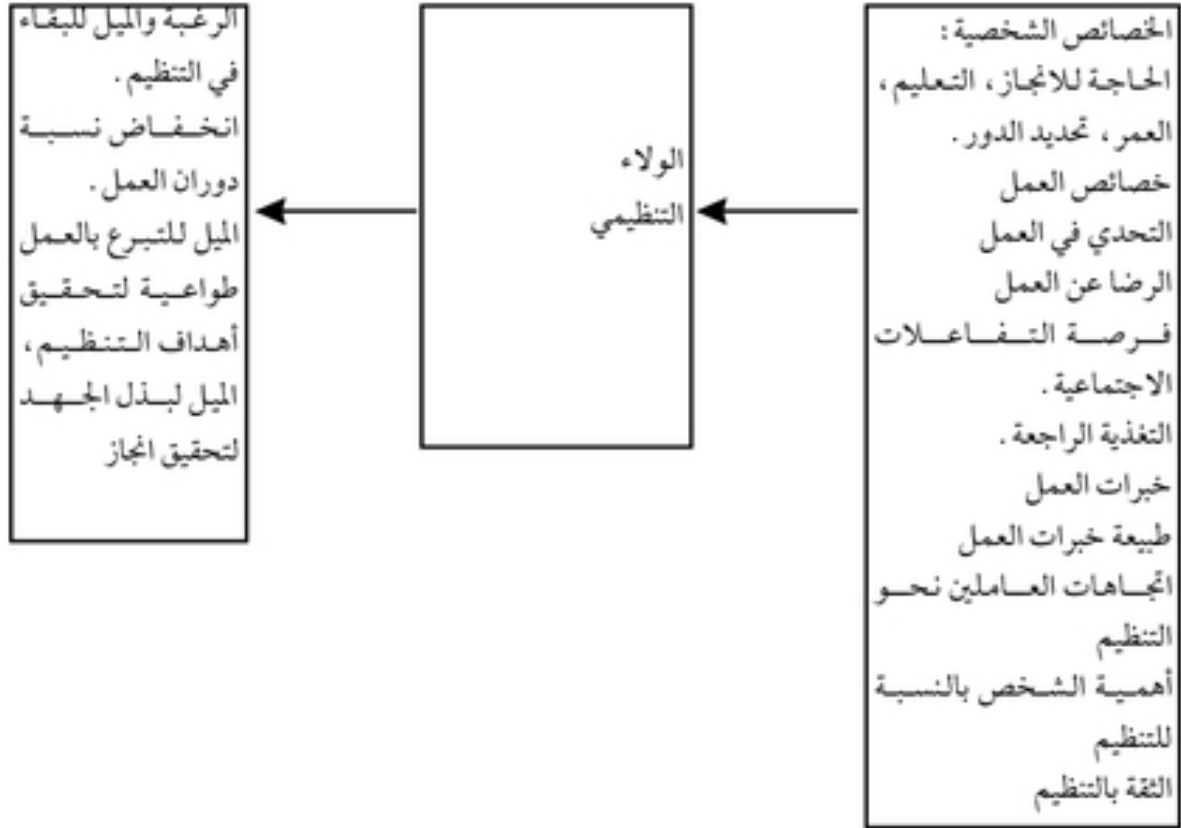 الخصائص الشخصية :
الحاجة للانجاز ، التعليم ،
العمر ، تحديد الدور .
خصائص العمل
التحدي في العمل
الرضا عن العمل
فرصة التفاعلات
الاجتماعية .
التغذية الراجعة .
خبرات العمل
طبيعة خبرات العمل
اتجاهات العاملين نحو
التنظيم
أهمية الشخص بالنسبة
للتنظيم
الثقة بالتنظيم
الولاء
التنظيمي
الرغبة والميل للبقاء
في التنظيم .
انخفاض نسبة
دوران العمل .
الميل للتبرع بالعمل
طواعية لتحقيق
أهداف التنظيم ،
الميل لبذل الجهد
لتحقيق انجاز